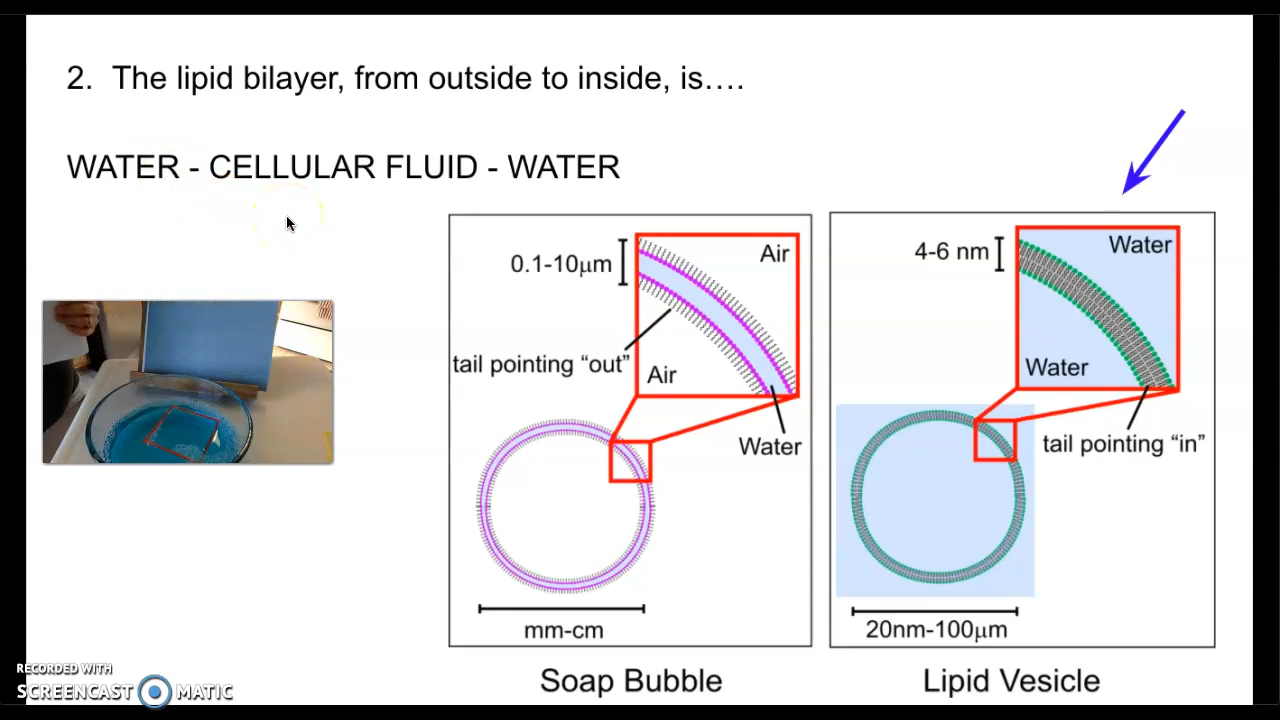 2. The lipid bilayer, from outside to inside, is….
WATER - CELLULAR FLUID - WATER
0.1-10μm
Air
tail pointing “out”
Air
Water
mm-cm
Soap Bubble
4-6 nm
Water
Water
tail pointing “in”
20nm-100μm
Lipid Vesicle
RECORDED WITH
SCREENCAST MATIC